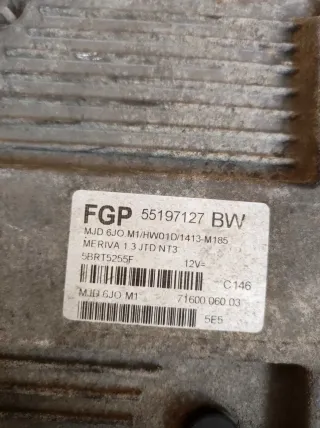 FGP 55197127 BW
MJD 6JO M1/HW01D/1413-M185
MERIVA 1.3 JTD NT3
5BRT5255F 12V=
C146
MJB 6JO M1 71600.060.03
5E5